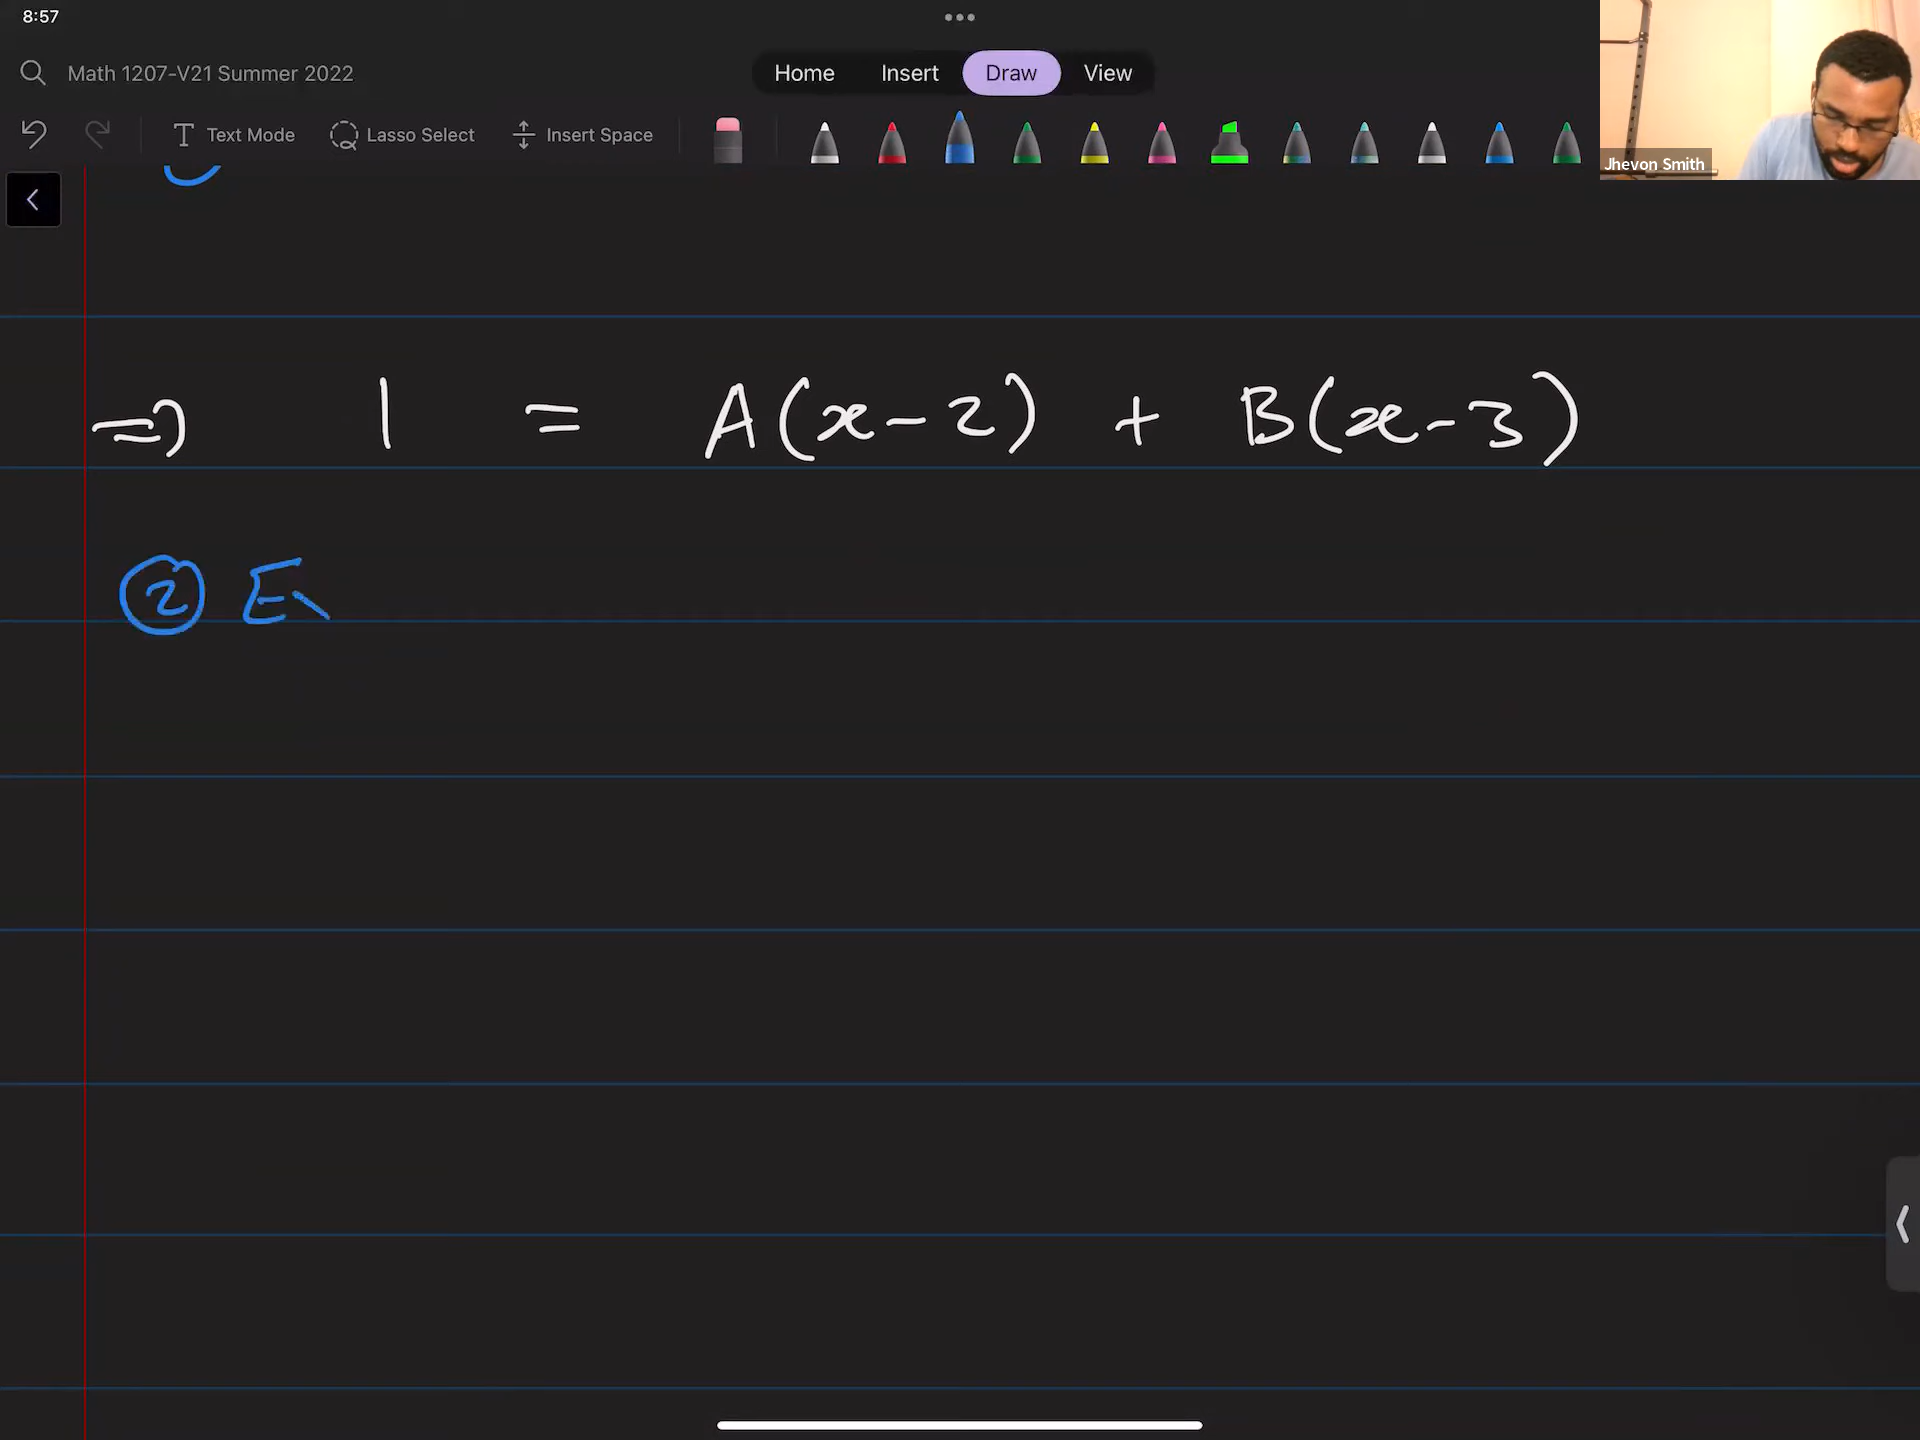 8:57
Math 1207-V21 Summer 2022
Home Insert Draw View
Text Mode Lasso Select Insert Space
Jhevon Smith
=> 1 = A(x-2) + B(x-3)
② Ex